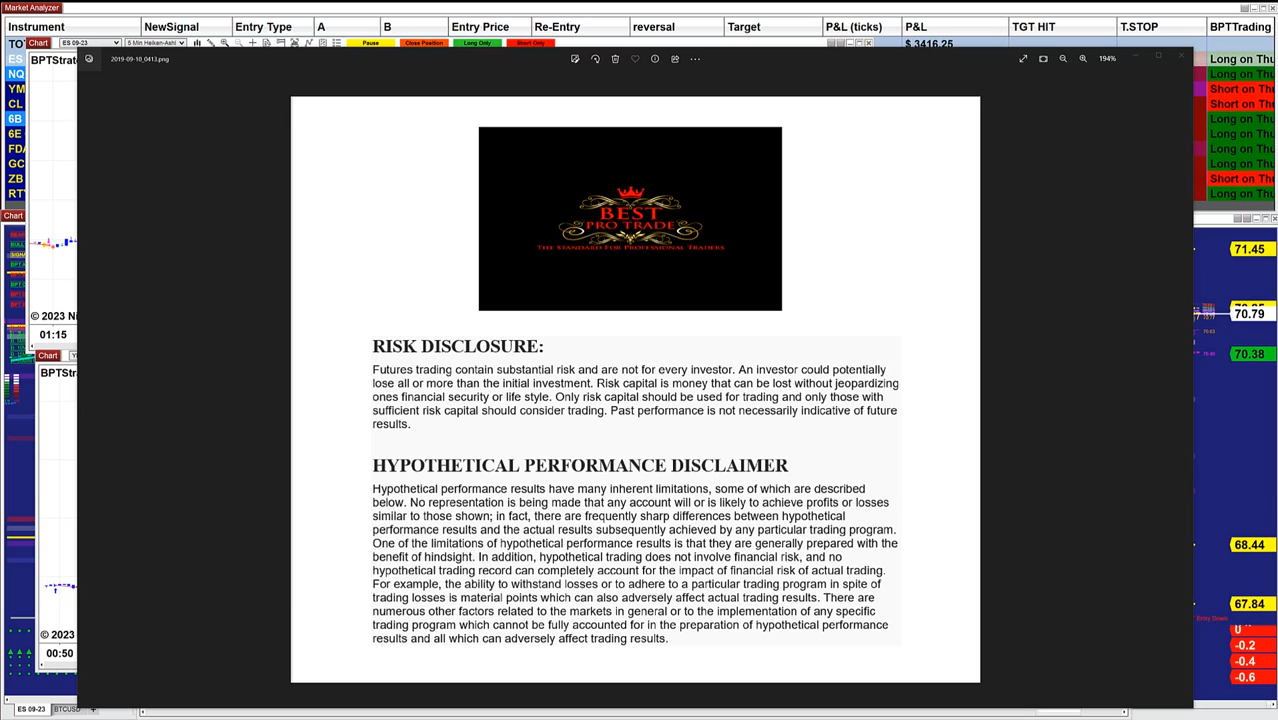 Market Analyzer
Instrument NewSignal Entry Type A B Entry Price Re-Entry reversal Target P&L (ticks) P&L TGT HIT T.STOP BPTTrading
Chart ES 09-23 5 Min Heiken-Ashi Pause Close Position Long Only Short Only $ 3416.25
ES BPTStrat Long on Thu
2019-09-10_0413.png 194%
NQ Long on Thu
YM Short on Thu
CL Short on Thu
6B Long on Thu
6E Long on Thu
FDA Long on Thu
GC Long on Thu
ZB Short on Thu
RT Long on Thu
BEST
PRO TRADE
THE STANDARD FOR PROFESSIONAL TRADERS
Chart
71.45
© 2023 Ni
70.79
01:15
70.38
Chart
BPTStra
RISK DISCLOSURE:
Futures trading contain substantial risk and are not for every investor. An investor could potentially
lose all or more than the initial investment. Risk capital is money that can be lost without jeopardizing
ones financial security or life style. Only risk capital should be used for trading and only those with
sufficient risk capital should consider trading. Past performance is not necessarily indicative of future
results.
HYPOTHETICAL PERFORMANCE DISCLAIMER
Hypothetical performance results have many inherent limitations, some of which are described
below. No representation is being made that any account will or is likely to achieve profits or losses
similar to those shown; in fact, there are frequently sharp differences between hypothetical
performance results and the actual results subsequently achieved by any particular trading program.
One of the limitations of hypothetical performance results is that they are generally prepared with the
benefit of hindsight. In addition, hypothetical trading does not involve financial risk, and no
hypothetical trading record can completely account for the impact of financial risk of actual trading.
For example, the ability to withstand losses or to adhere to a particular trading program in spite of
trading losses is material points which can also adversely affect actual trading results. There are
numerous other factors related to the markets in general or to the implementation of any specific
trading program which cannot be fully accounted for in the preparation of hypothetical performance
results and all which can adversely affect trading results.
68.44
67.84
Entry Down
© 2023
0
-0.2
00:50
-0.4
-0.6
ES 09-23 BTCUSD +